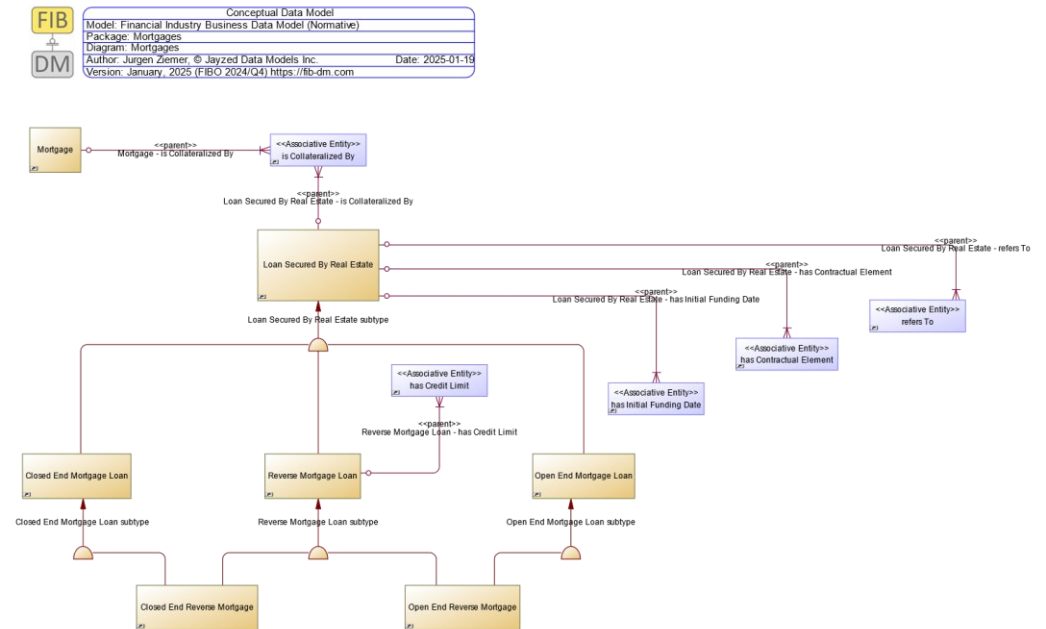 FIB
DM
Conceptual Data Model
Model: Financial Industry Business Data Model (Normative)
Package: Mortgages
Diagram: Mortgages
Author: Jurgen Ziemer, © Jayzed Data Models Inc. Date: 2025-01-19
Version: January, 2025 (FIBO 2024/Q4) https://fib-dm.com
Mortgage
<<parent>>
Mortgage - is Collateralized By
<<Associative Entity>>
is Collateralized By
<<parent>>
Loan Secured By Real Estate - is Collateralized By
Loan Secured By Real Estate
<<parent>>
Loan Secured By Real Estate - refers To
<<parent>>
Loan Secured By Real Estate - has Contractual Element
<<parent>>
Loan Secured By Real Estate - has Initial Funding Date
<<Associative Entity>>
refers To
Loan Secured By Real Estate subtype
<<Associative Entity>>
has Contractual Element
<<Associative Entity>>
has Credit Limit
<<Associative Entity>>
has Initial Funding Date
<<parent>>
Reverse Mortgage Loan - has Credit Limit
Closed End Mortgage Loan
Reverse Mortgage Loan
Open End Mortgage Loan
Closed End Mortgage Loan subtype
Reverse Mortgage Loan subtype
Open End Mortgage Loan subtype
Closed End Reverse Mortgage
Open End Reverse Mortgage